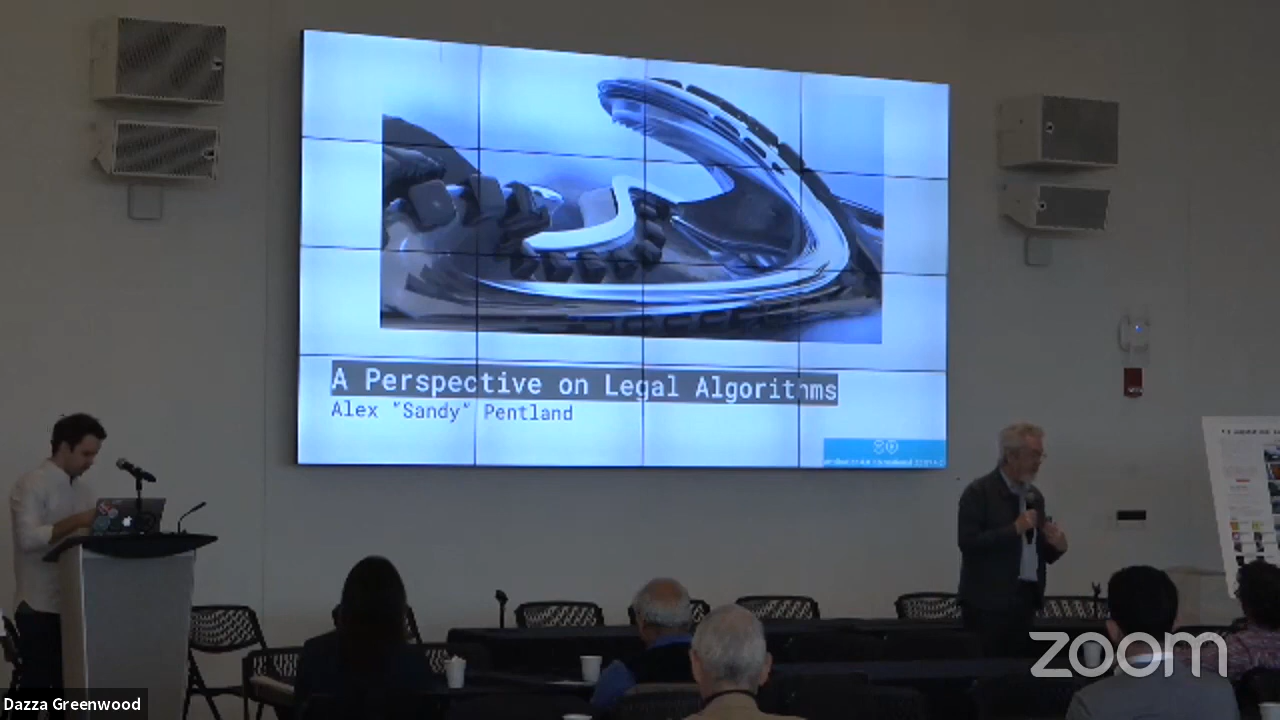 A Perspective on Legal Algorithms
Alex "Sandy" Pentland
zoom
Dazza Greenwood